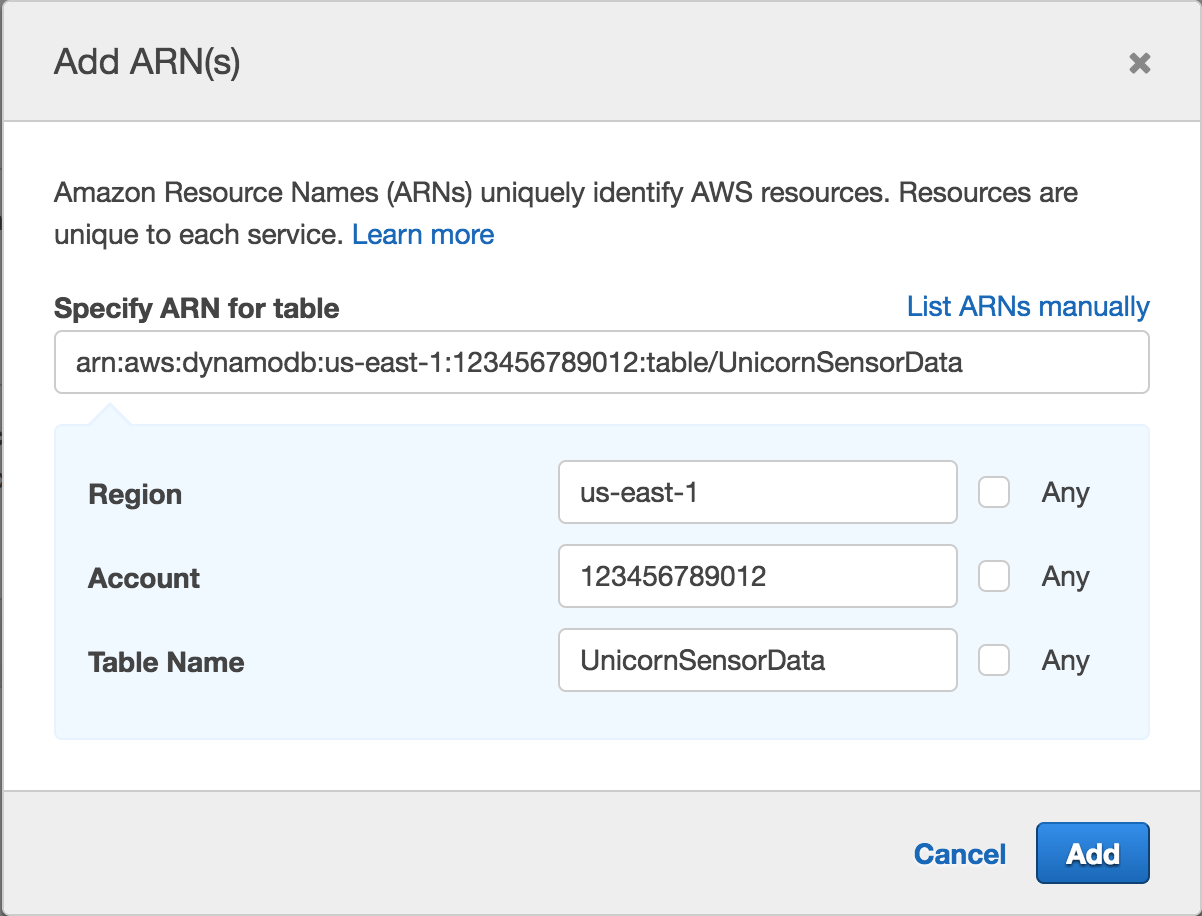 Add ARN(s)
Amazon Resource Names (ARNs) uniquely identify AWS resources. Resources are
unique to each service. Learn more
Specify ARN for table
List ARNs manually
arn:aws:dynamodb:us-east-1:123456789012:table/UnicornSensorData
Region us-east-1 Any
Account 123456789012 Any
Table Name UnicornSensorData Any
Cancel Add